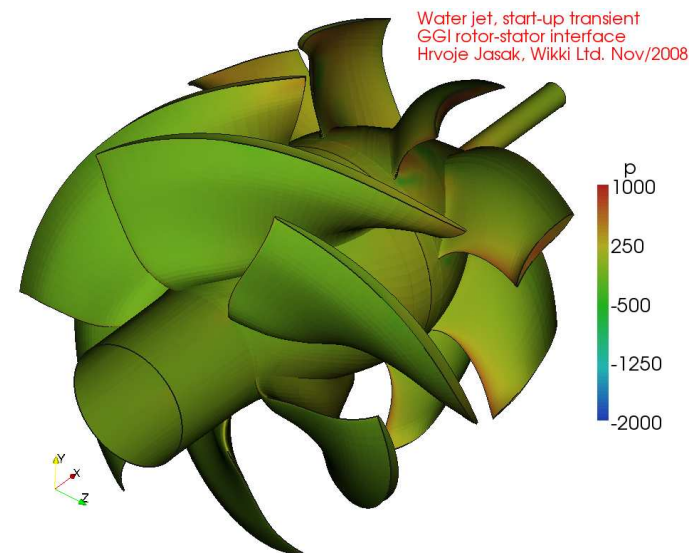 Water jet, start-up transient
GGI rotor-stator interface
Hrvoje Jasak, Wikki Ltd. Nov/2008
p
1000
250
-500
-1250
-2000
Y
X
Z